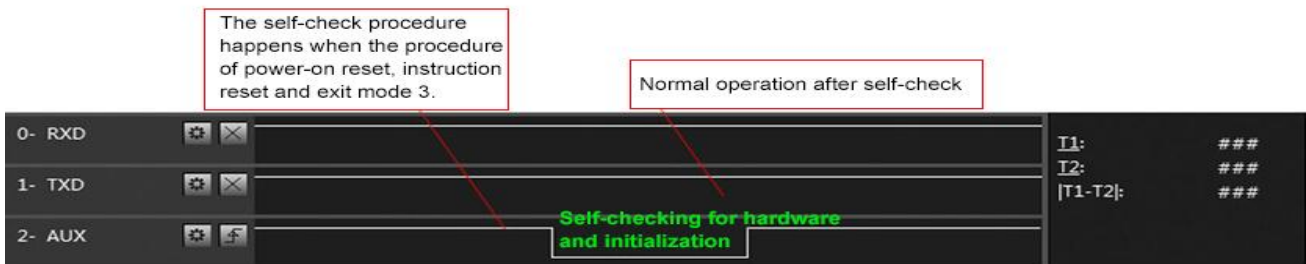 The self-check procedure
happens when the procedure
of power-on reset, instruction
reset and exit mode 3.
Normal operation after self-check
0- RXD
1- TXD
2- AUX
Self-checking for hardware
and initialization
T1: ###
T2: ###
|T1-T2|: ###